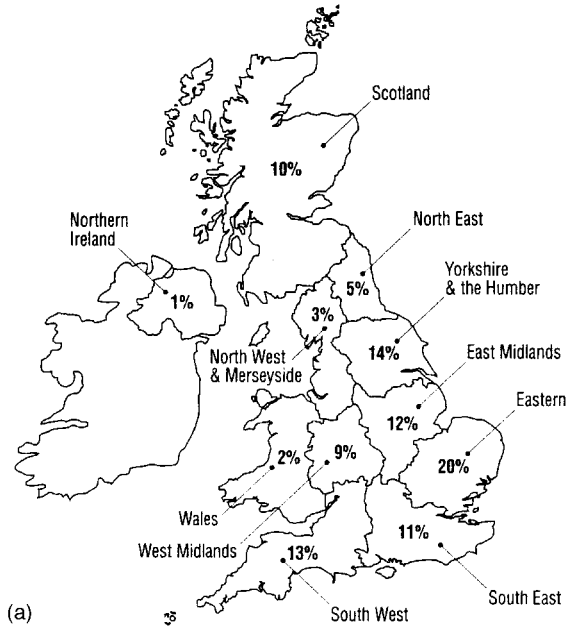 Scotland
10%
North East
Northern
Ireland
Yorkshire
& the Humber
5%
1%
3%
North West
& Merseyside
14%
East Midlands
Eastern
12%
2%
9%
20%
Wales
West Midlands
13%
11%
South East
South West
(a)